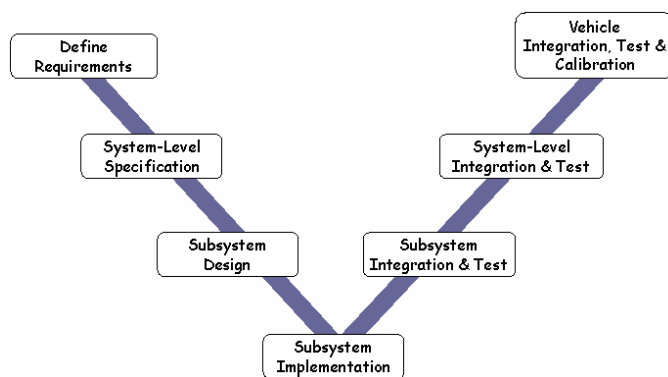 Define
Requirements
System-Level
Specification
Subsystem
Design
Subsystem
Implementation
Subsystem
Integration & Test
System-Level
Integration & Test
Vehicle
Integration, Test &
Calibration